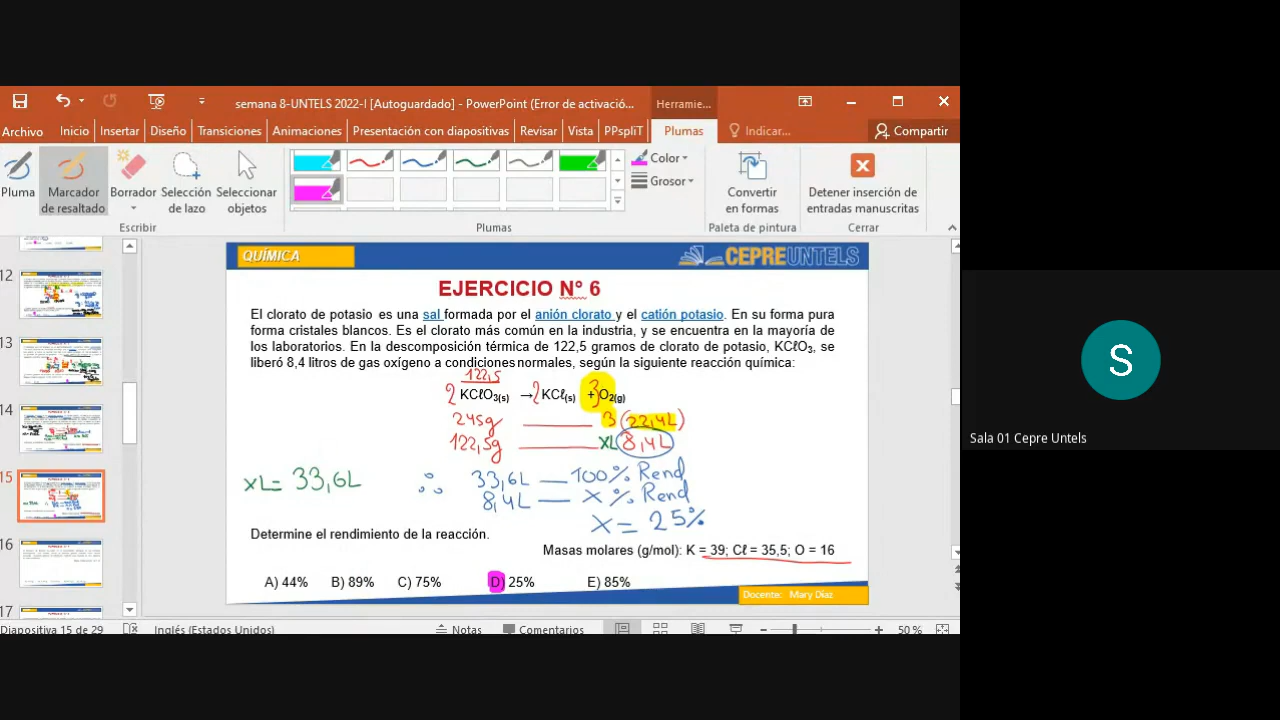 semana 8-UNTELS 2022-I [Autoguardado] - PowerPoint (Error de activació...
Herramie...
Archivo Inicio Insertar Diseño Transiciones Animaciones Presentación con diapositivas Revisar Vista PPspliT Plumas Indicar... Compartir
Pluma
Marcador de resaltado
Borrador
Selección de lazo
Seleccionar objetos
Color
Grosor
Convertir en formas
Detener inserción de entradas manuscritas
Escribir Plumas Paleta de pintura Cerrar
12
13
14
15
16
17
QUÍMICA
CEPREUNTELS
EJERCICIO N° 6
El clorato de potasio es una sal formada por el anión clorato y el catión potasio. En su forma pura
forma cristales blancos. Es el clorato más común en la industria, y se encuentra en la mayoría de
los laboratorios. En la descomposición térmica de 122,5 gramos de clorato de potasio, KCℓO₃, se
liberó 8,4 litros de gas oxígeno a condiciones normales, según la siguiente reacción química:
122,5
2 KCℓO₃(s) → 2 KCℓ(s) + 3 O₂(g)
245g 3 (22,4L)
122,5g XL 8,4L
XL = 33,6L
∴ 33,6L — 100% Rend
8,4L — X % Rend
X = 25%
Determine el rendimiento de la reacción.
Masas molares (g/mol): K = 39; Cℓ = 35,5; O = 16
A) 44% B) 89% C) 75% D) 25% E) 85%
Docente: Mary Díaz
Diapositiva 15 de 29 Inglés (Estados Unidos) Notas Comentarios 50 %
S
Sala 01 Cepre Untels